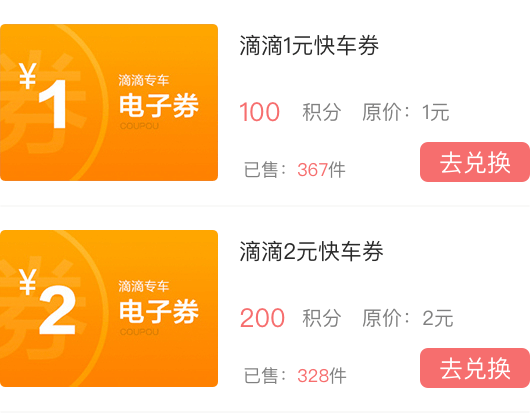 滴滴1元快车券
券
¥1
滴滴专车
电子券
COUPOU
100 积分 原价：1元
已售：367件
去兑换
滴滴2元快车券
券
¥2
滴滴专车
电子券
COUPOU
200 积分 原价：2元
已售：328件
去兑换